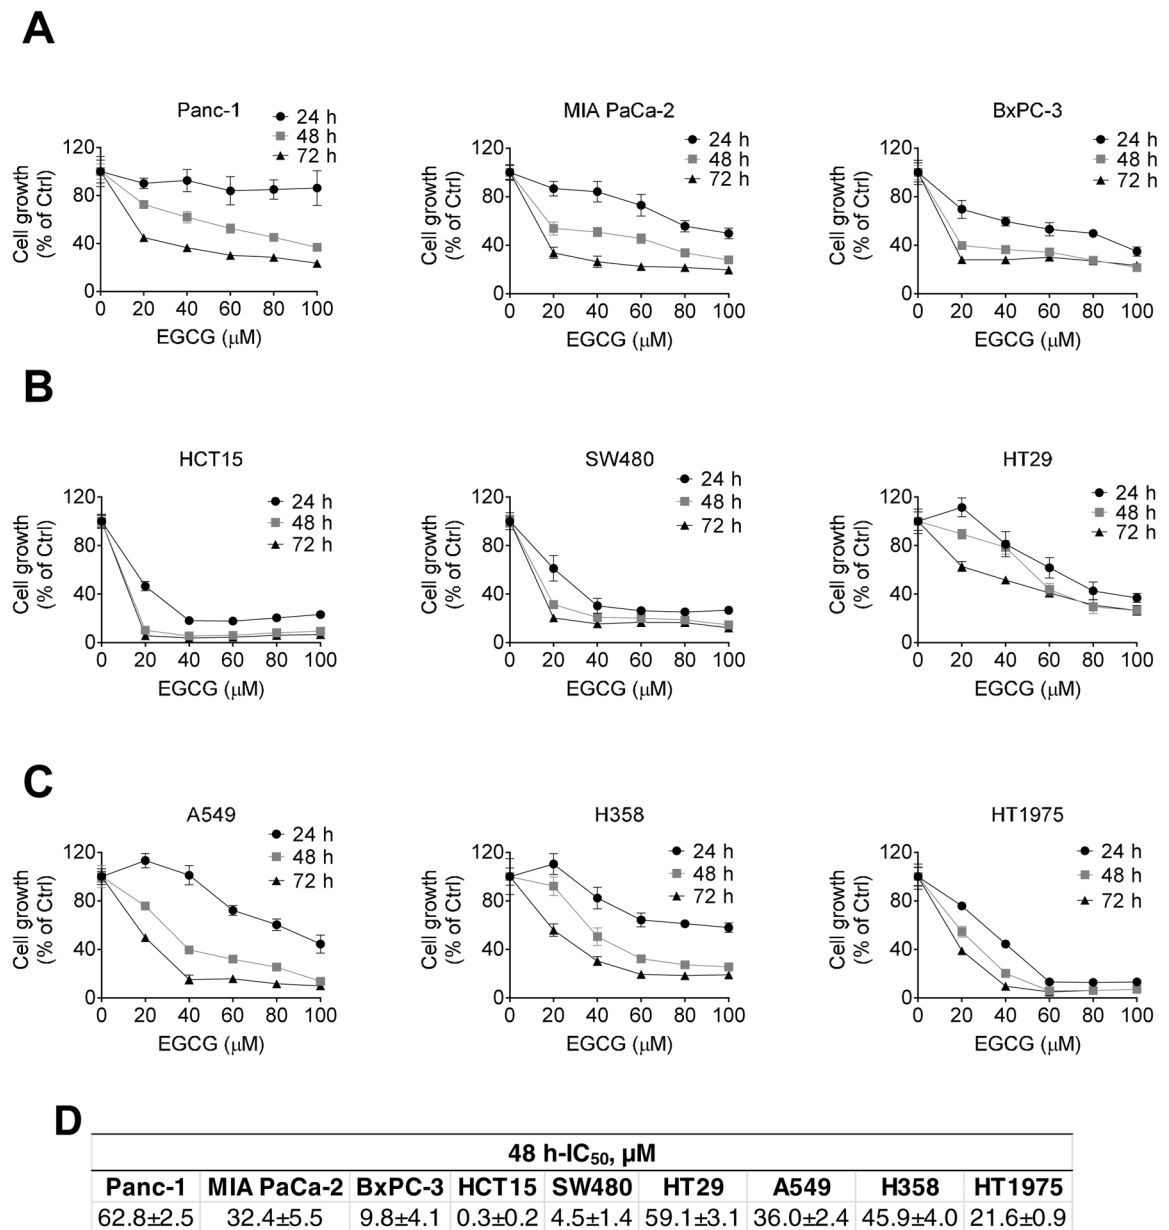 A
Panc-1
24 h
48 h
72 h
120
80
40
0
Cell growth
(% of Ctrl)
0 20 40 60 80 100
EGCG (μM)
MIA PaCa-2
24 h
48 h
72 h
120
80
40
0
Cell growth
(% of Ctrl)
0 20 40 60 80 100
EGCG (μM)
BxPC-3
24 h
48 h
72 h
120
80
40
0
Cell growth
(% of Ctrl)
0 20 40 60 80 100
EGCG (μM)
B
HCT15
24 h
48 h
72 h
120
80
40
0
Cell growth
(% of Ctrl)
0 20 40 60 80 100
EGCG (μM)
SW480
24 h
48 h
72 h
120
80
40
0
Cell growth
(% of Ctrl)
0 20 40 60 80 100
EGCG (μM)
HT29
24 h
48 h
72 h
120
80
40
0
Cell growth
(% of Ctrl)
0 20 40 60 80 100
EGCG (μM)
C
A549
24 h
48 h
72 h
120
80
40
0
Cell growth
(% of Ctrl)
0 20 40 60 80 100
EGCG (μM)
H358
24 h
48 h
72 h
120
80
40
0
Cell growth
(% of Ctrl)
0 20 40 60 80 100
EGCG (μM)
HT1975
24 h
48 h
72 h
120
80
40
0
Cell growth
(% of Ctrl)
0 20 40 60 80 100
EGCG (μM)
D
48 h-IC50, μM
Panc-1 MIA PaCa-2 BxPC-3 HCT15 SW480 HT29 A549 H358 HT1975
62.8±2.5 32.4±5.5 9.8±4.1 0.3±0.2 4.5±1.4 59.1±3.1 36.0±2.4 45.9±4.0 21.6±0.9